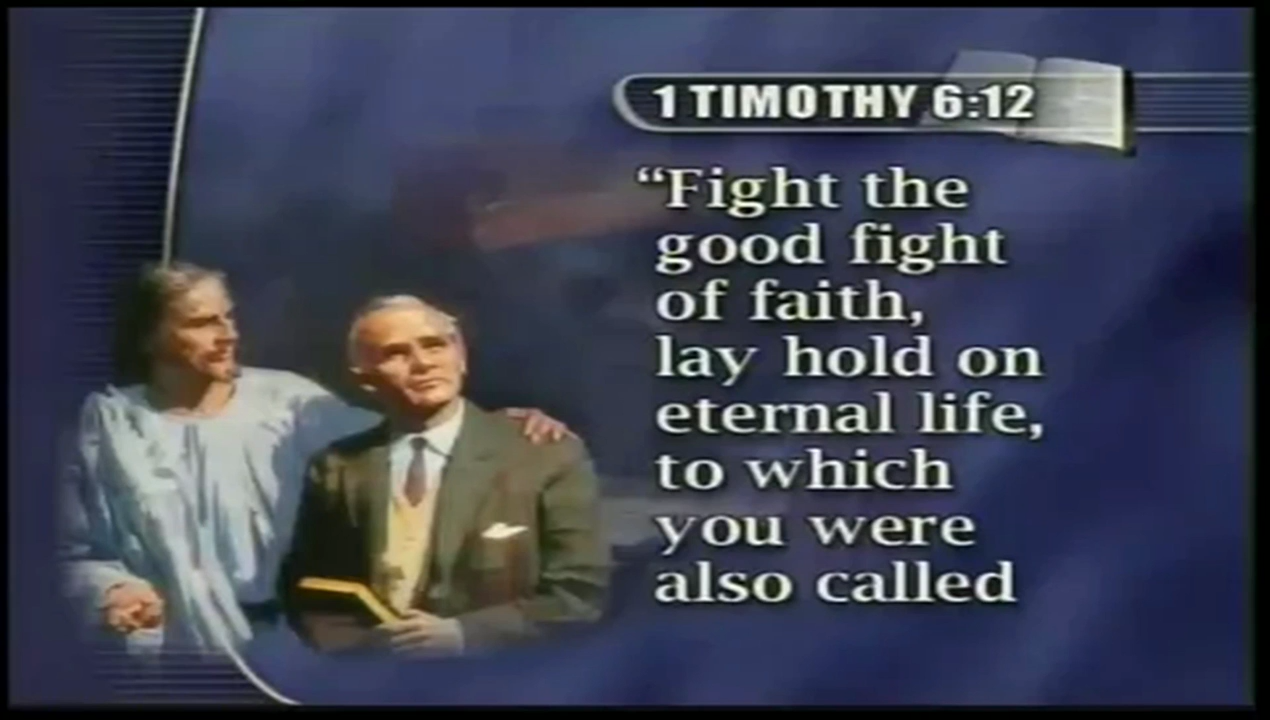 1 TIMOTHY 6:12
“Fight the
good fight
of faith,
lay hold on
eternal life,
to which
you were
also called